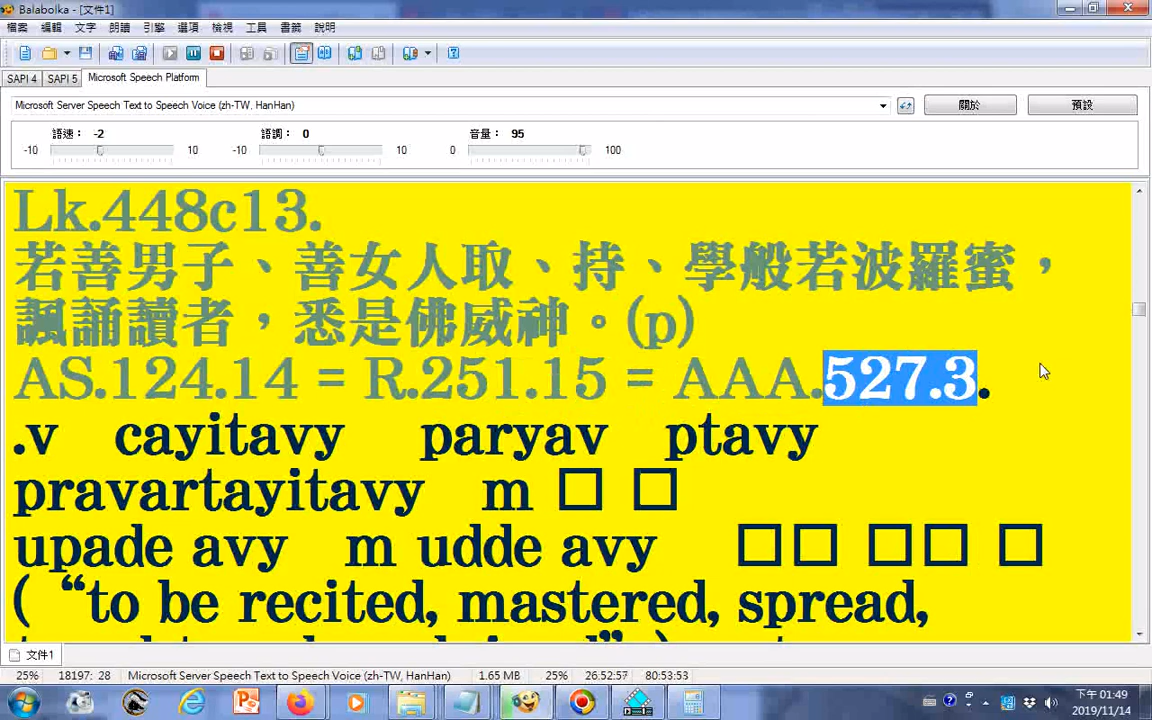 Balabolka - [文件1]
檔案 編輯 文字 朗讀 引擎 選項 檢視 工具 書籤 說明
SAPI 4 SAPI 5 Microsoft Speech Platform
Microsoft Server Speech Text to Speech Voice (zh-TW, HanHan) 關於 預設
語速： -2 語調： 0 音量： 95
-10 10 -10 10 0 100
Lk.448c13.
若善男子、善女人取、持、學般若波羅蜜，
諷誦讀者，悉是佛威神。(p)
AS.124.14 = R.251.15 = AAA.527.3.
.v cayitavy paryav ptavy
pravartayitavy m □ □
upade avy m udde avy □□ □□ □
( “to be recited, mastered, spread,
文件1
25% 18197: 28 Microsoft Server Speech Text to Speech Voice (zh-TW, HanHan) 1.65 MB 25% 26:52:57 80:53:53
下午 01:49
2019/11/14